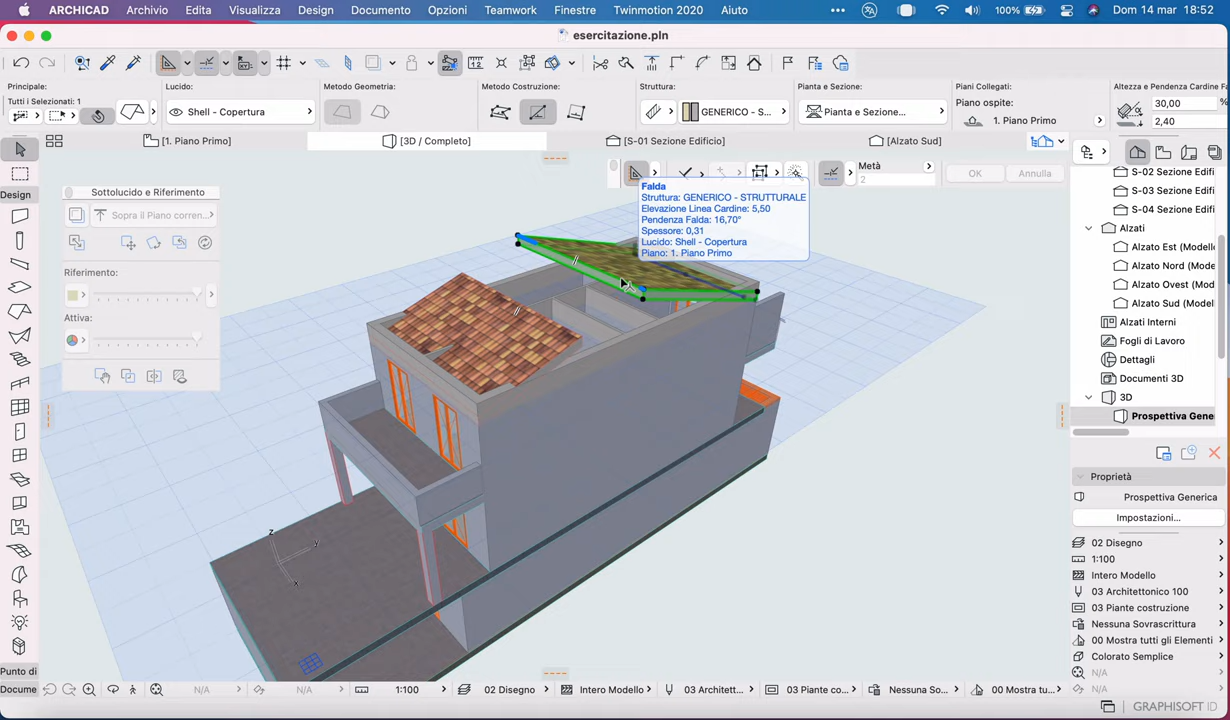 ARCHICAD Archivio Edita Visualizza Design Documento Opzioni Teamwork Finestre Twinmotion 2020 Aiuto 100% Dom 14 mar 18:52
esercitazione.pln
Principale: Lucido: Metodo Geometria: Metodo Costruzione: Struttura: Pianta e Sezione: Piani Collegati: Altezza e Pendenza Cardine Fa
Tutti i Selezionati: 1
Piano ospite:
30,00
Shell - Copertura
GENERICO - S...
Pianta e Sezione...
1. Piano Primo
2,40
[1. Piano Primo]
[3D / Completo]
[S-01 Sezione Edificio]
[Alzato Sud]
Metà
2
OK
Annulla
Sottolucido e Riferimento
Sopra il Piano corren...
Riferimento:
Attiva:
Falda
Struttura: GENERICO - STRUTTURALE
Elevazione Linea Cardine: 5,50
Pendenza Falda: 16,70°
Spessore: 0,31
Lucido: Shell - Copertura
Piano: 1. Piano Primo
Design
z
y
x
Punto di
Docume
S-02 Sezione Edifi
S-03 Sezione Edifi
S-04 Sezione Edifi
Alzati
Alzato Est (Modelle
Alzato Nord (Mode
Alzato Ovest (Mode
Alzato Sud (Model
Alzati Interni
Fogli di Lavoro
Dettagli
Documenti 3D
3D
Prospettiva Gene
Proprietà
Prospettiva Generica
Impostazioni...
02 Disegno
1:100
Intero Modello
03 Architettonico 100
03 Piante costruzione
Nessuna Sovrascrittura
00 Mostra tutti gli Elementi
Colorato Semplice
N/A
N/A
N/A N/A 1:100 02 Disegno Intero Modello 03 Architett... 03 Piante co... Nessuna So... 00 Mostra tu...
GRAPHISOFT ID